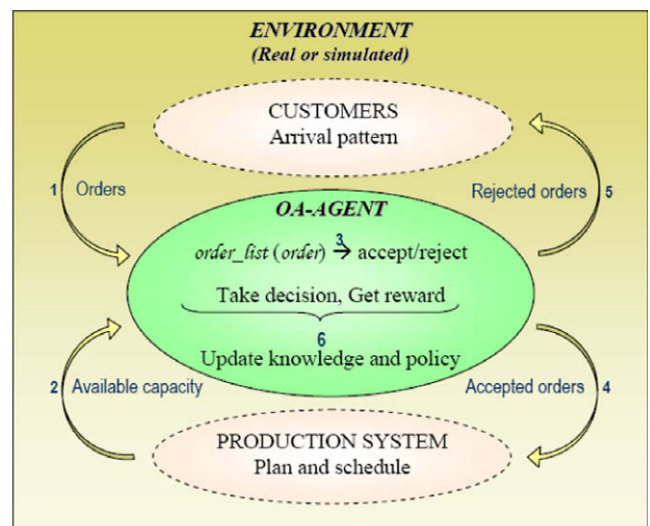 ENVIRONMENT
(Real or simulated)
CUSTOMERS
Arrival pattern
1 Orders
Rejected orders 5
OA-AGENT
3
order_list (order) → accept/reject
Take decision, Get reward
6
Update knowledge and policy
2 Available capacity
Accepted orders 4
PRODUCTION SYSTEM
Plan and schedule